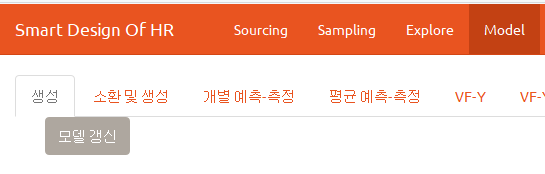 Smart Design Of HR Sourcing Sampling Explore Model
생성 소환 및 생성 개별 예측-측정 평균 예측-측정 VF-Y VF-Y
모델 갱신